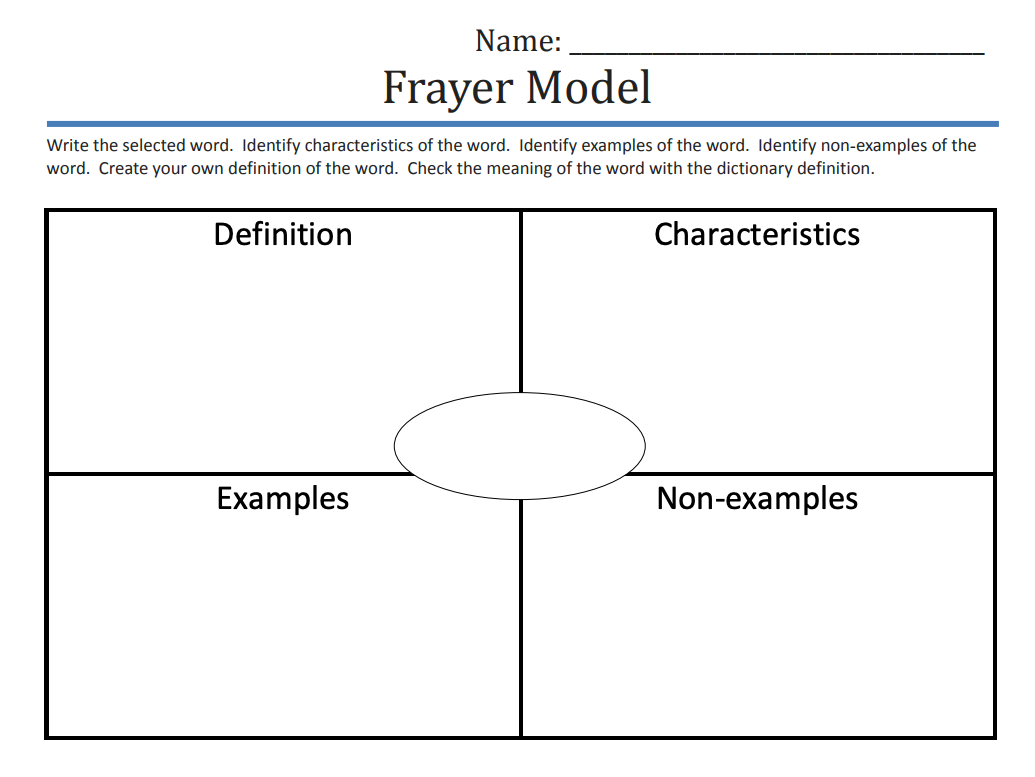 Name: ___________________________________
Frayer Model
Write the selected word.  Identify characteristics of the word.  Identify examples of the word.  Identify non-examples of the
word.  Create your own definition of the word.  Check the meaning of the word with the dictionary definition.
Definition
Characteristics
Examples
Non-examples